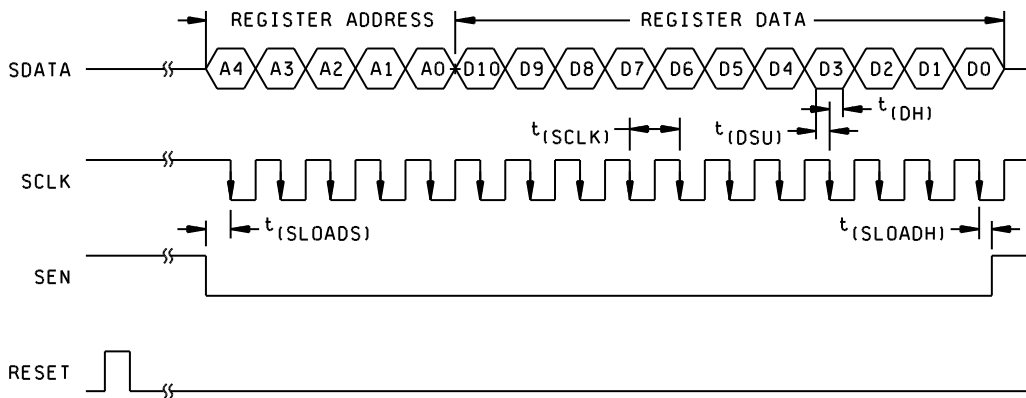 REGISTER ADDRESS REGISTER DATA
SDATA A4 A3 A2 A1 A0 D10 D9 D8 D7 D6 D5 D4 D3 D2 D1 D0
t(DH)
t(SCLK) t(DSU)
SCLK
t(SLOADS) t(SLOADH)
SEN
RESET